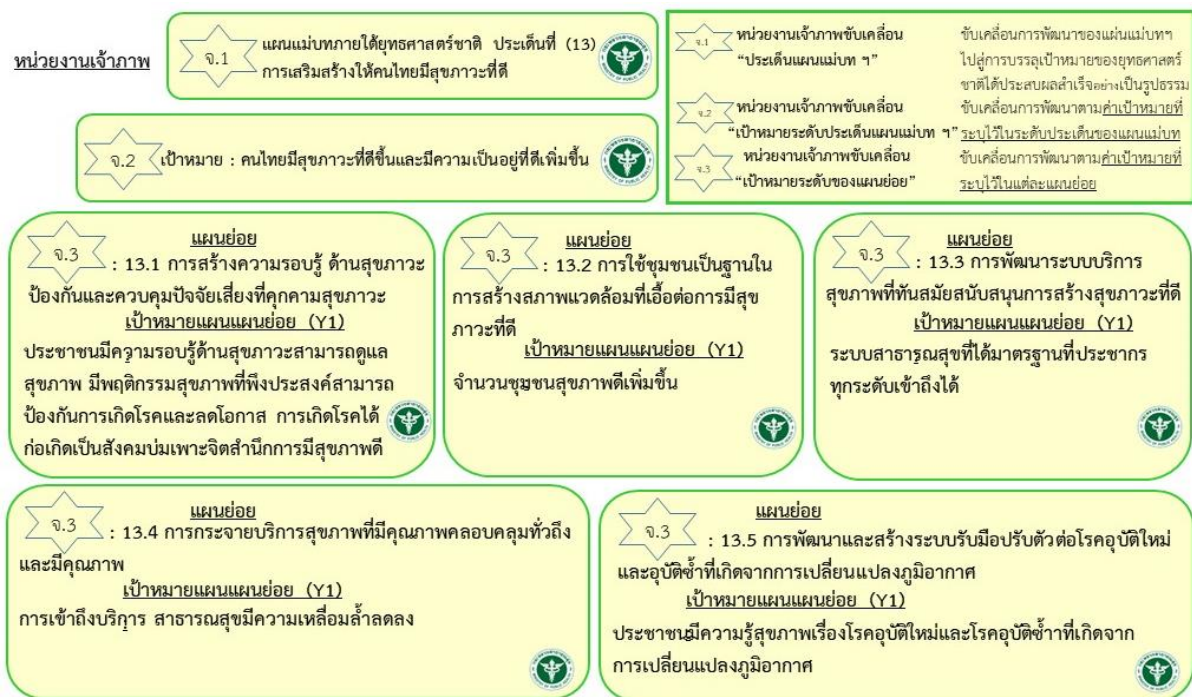 หน่วยงานเจ้าภาพ
จ.1
แผนแม่บทภายใต้ยุทธศาสตร์ชาติ ประเด็นที่ (13)
การเสริมสร้างให้คนไทยมีสุขภาวะที่ดี
จ.2 เป้าหมาย : คนไทยมีสุขภาวะที่ดีขึ้นและมีความเป็นอยู่ที่ดีเพิ่มขึ้น
จ.1 หน่วยงานเจ้าภาพขับเคลื่อน ขับเคลื่อนการพัฒนาของแผ่นแม่บทฯ
“ประเด็นแผนแม่บท ฯ” ไปสู่การบรรลุเป้าหมายของยุทธศาสตร์
ชาติได้ประสบผลสำเร็จอย่างเป็นรูปธรรม
จ.2 หน่วยงานเจ้าภาพขับเคลื่อน ขับเคลื่อนการพัฒนาตามค่าเป้าหมายที่
“เป้าหมายระดับประเด็นแผนแม่บท ฯ” ระบุไว้ในระดับประเด็นของแผนแม่บท
จ.3 หน่วยงานเจ้าภาพขับเคลื่อน ขับเคลื่อนการพัฒนาตามค่าเป้าหมายที่
“เป้าหมายระดับของแผนย่อย” ระบุไว้ในแต่ละแผนย่อย
แผนย่อย
จ.3 : 13.1 การสร้างความรอบรู้ ด้านสุขภาวะ
ป้องกันและควบคุมปัจจัยเสี่ยงที่คุกคามสุขภาวะ
เป้าหมายแผนแผนย่อย (Y1)
ประชาชนมีความรอบรู้ด้านสุขภาวะสามารถดูแล
สุขภาพ มีพฤติกรรมสุขภาพที่พึงประสงค์สามารถ
ป้องกันการเกิดโรคและลดโอกาส การเกิดโรคได้
ก่อเกิดเป็นสังคมบ่มเพาะจิตสำนึกการมีสุขภาพดี
แผนย่อย
จ.3 : 13.2 การใช้ชุมชนเป็นฐานใน
การสร้างสภาพแวดล้อมที่เอื้อต่อการมีสุข
ภาวะที่ดี
เป้าหมายแผนแผนย่อย (Y1)
จำนวนชุมชนสุขภาพดีเพิ่มขึ้น
แผนย่อย
จ.3 : 13.3 การพัฒนาระบบบริการ
สุขภาพที่ทันสมัยสนับสนุนการสร้างสุขภาวะที่ดี
เป้าหมายแผนแผนย่อย (Y1)
ระบบสาธารณสุขที่ได้มาตรฐานที่ประชากร
ทุกระดับเข้าถึงได้
แผนย่อย
จ.3 : 13.4 การกระจายบริการสุขภาพที่มีคุณภาพคลอบคลุมทั่วถึง
และมีคุณภาพ
เป้าหมายแผนแผนย่อย (Y1)
การเข้าถึงบริการ สาธารณสุขมีความเหลื่อมล้ำลดลง
แผนย่อย
จ.3 : 13.5 การพัฒนาและสร้างระบบรับมือปรับตัวต่อโรคอุบัติใหม่
และอุบัติซ้ำที่เกิดจากการเปลี่ยนแปลงภูมิอากาศ
เป้าหมายแผนแผนย่อย (Y1)
ประชาชนมีความรู้สุขภาพเรื่องโรคอุบัติใหม่และโรคอุบัติซ้ำาที่เกิดจาก
การเปลี่ยนแปลงภูมิอากาศ